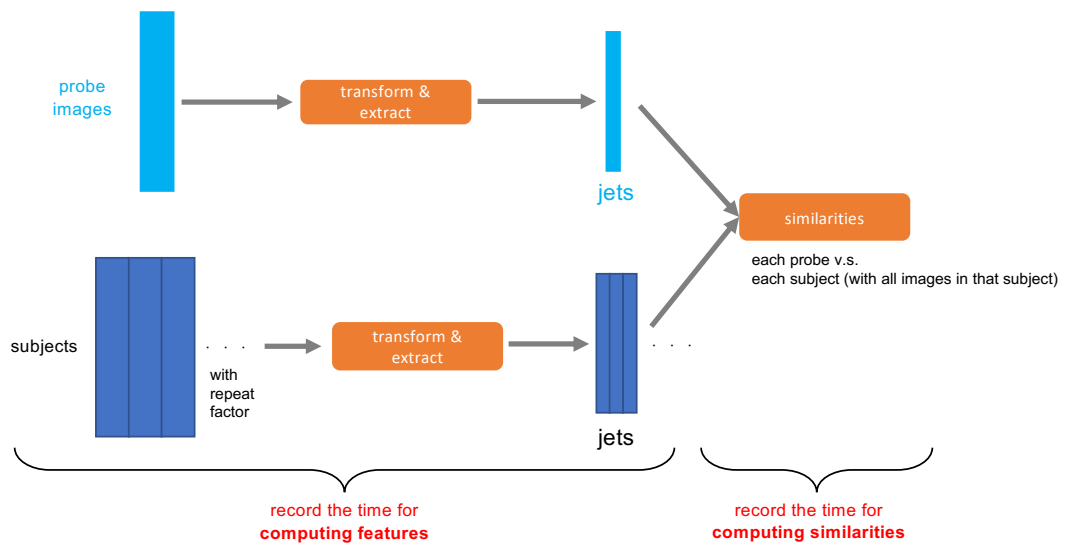 probe
images
transform &
extract
jets
similarities
each probe v.s.
each subject (with all images in that subject)
subjects
. . .
with
repeat
factor
transform &
extract
. . .
jets
record the time for
computing features
record the time for
computing similarities